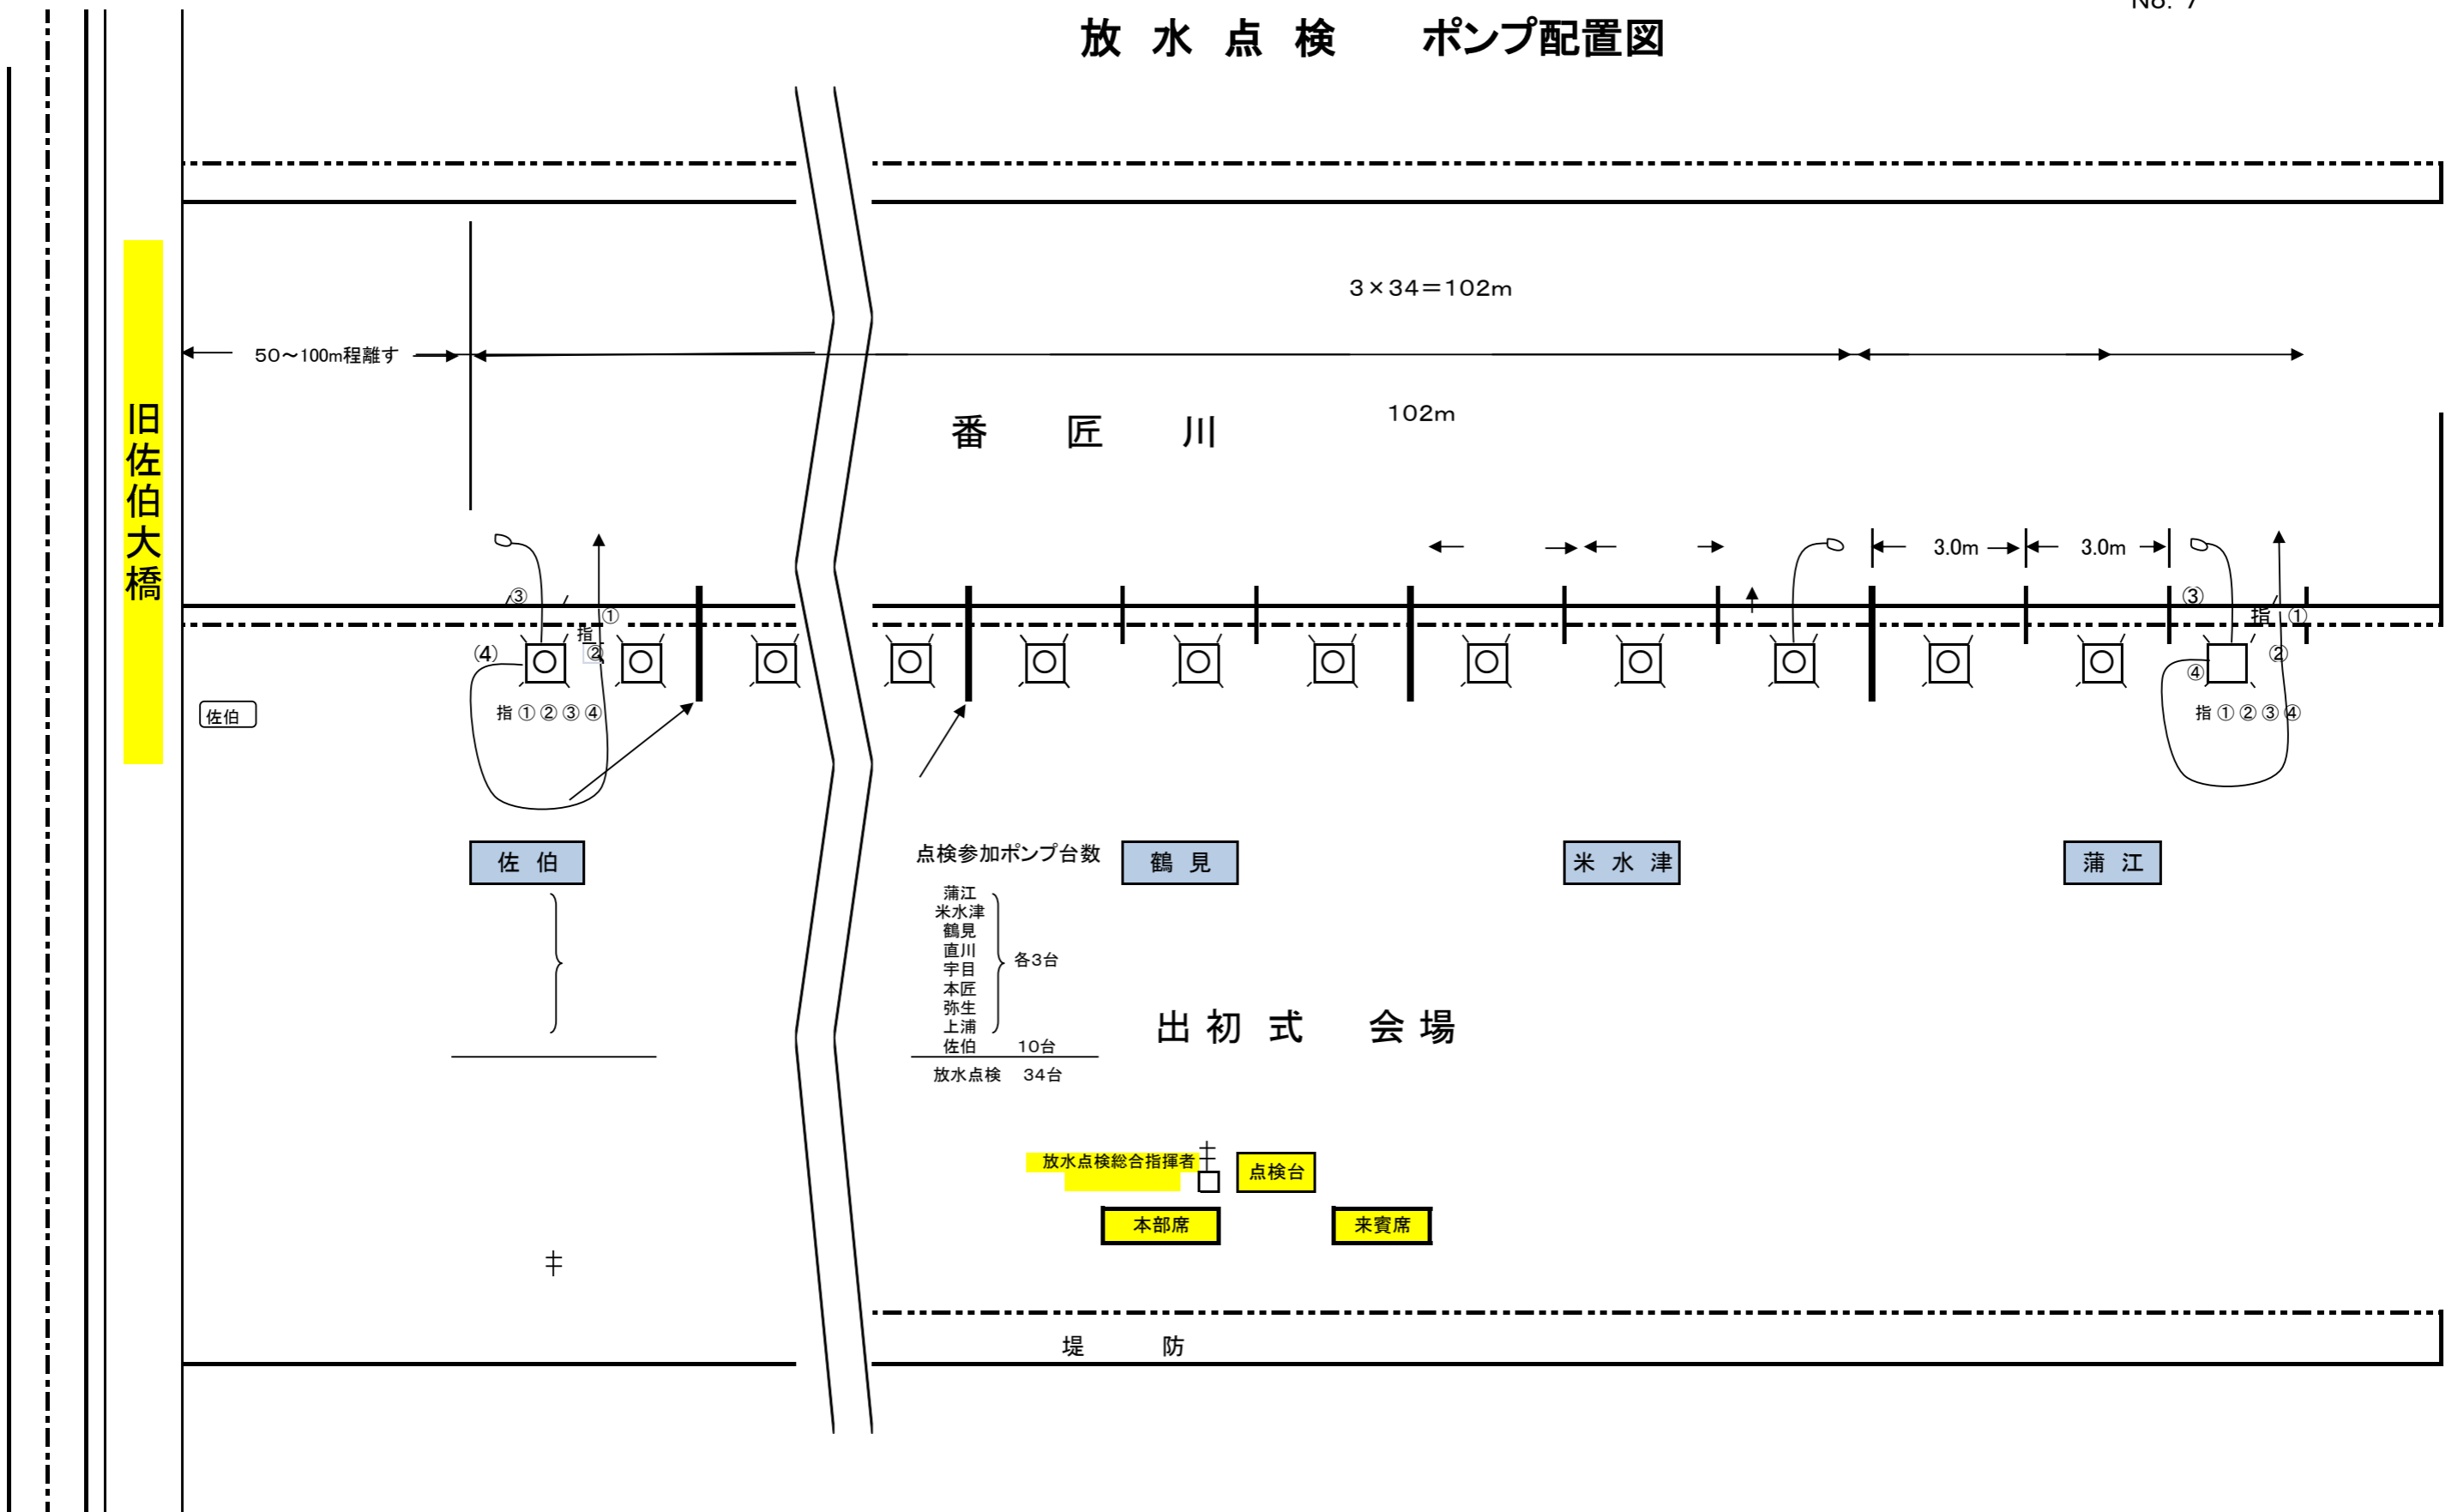 No. 7
放 水 点 検 ポンプ配置図
3×34=102m
50~100m程離す
番 匠 川
102m
旧佐伯大橋
3.0m
3.0m
③
①
指
②
(4)
指 ① ② ③ ④
③
指 ①
②
④
指 ① ② ③ ④
佐伯
佐 伯
点検参加ポンプ台数
鶴 見
米 水 津
蒲 江
蒲江
米水津
鶴見
直川
宇目
本匠
弥生
上浦
各3台
佐伯 10台
放水点検 34台
出 初 式 会 場
放水点検総合指揮者
点検台
本部席
来賓席
堤 防